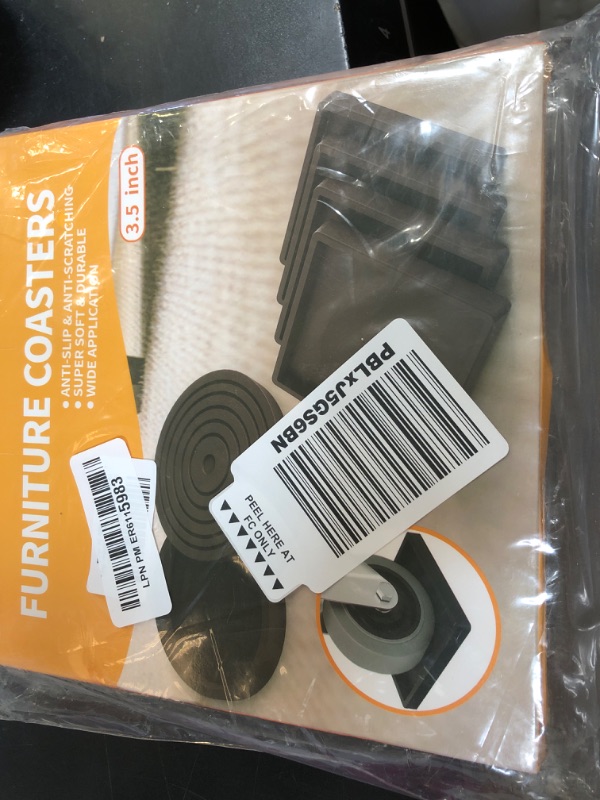 FURNITURE COASTERS
ANTI-SLIP & ANTI-SCRATCHING
SUPER SOFT & DURABLE
WIDE APPLICATION
3.5 inch
LPN PM ER6115983
PBLxJ5GS6BN
PEEL HERE AT
FC ONLY